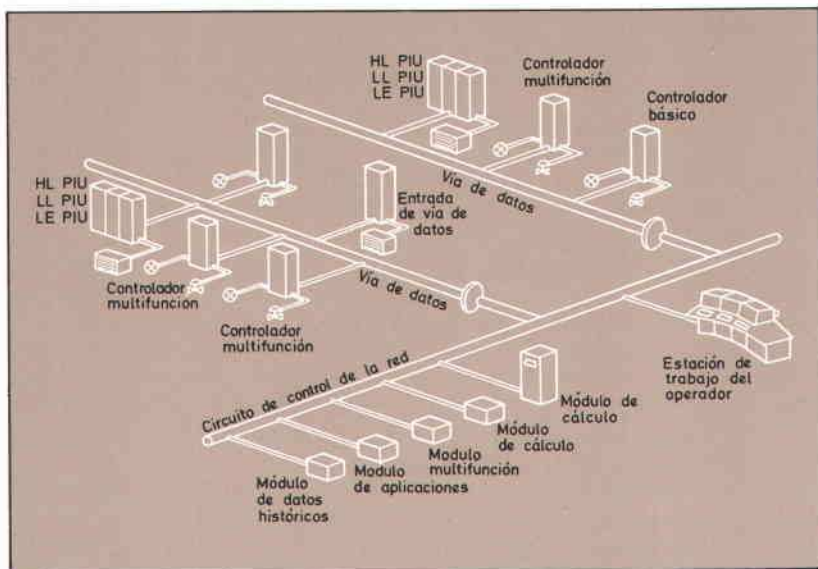 HL PIU
LL PIU
LE PIU
Controlador
multifunción
Controlador
básico
HL PIU
LL PIU
LE PIU
Entrada
de vía de
datos
Vía de datos
Controlador
multifunción
Controlador
multifunción
Vía de datos
Circuito de control de la red
Estación de
trabajo del
operador
Módulo de
cálculo
Módulo
de cálculo
Modulo
multifunción
Modulo
de aplicaciones
Módulo
de datos
históricos